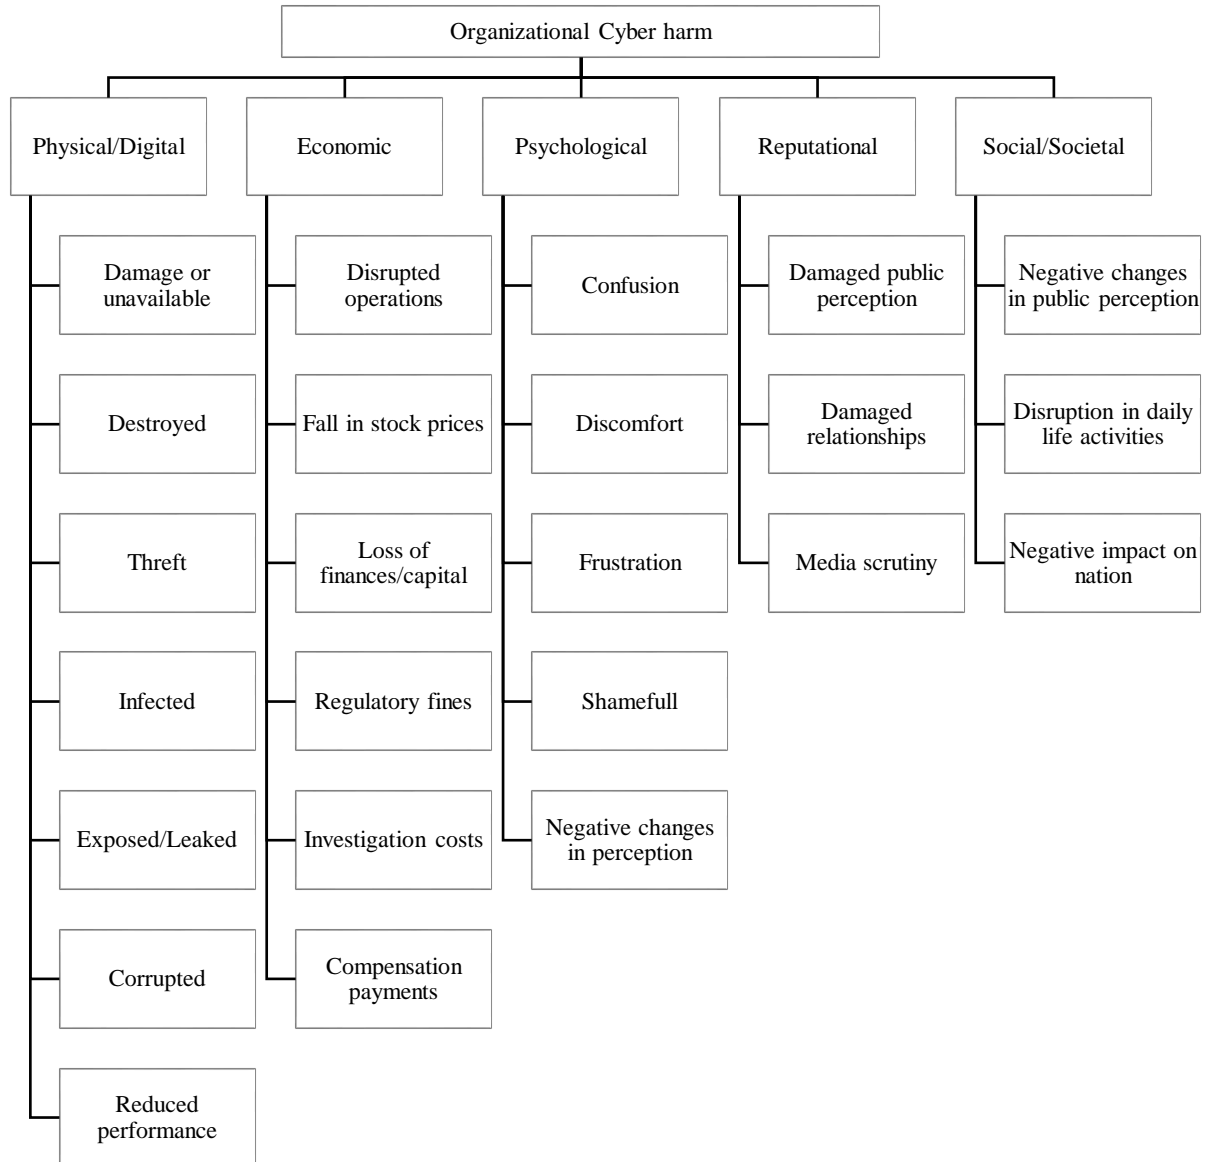 Organizational Cyber harm
Physical/Digital
Economic
Psychological
Reputational
Social/Societal
Damage or
unavailable
Destroyed
Threft
Infected
Exposed/Leaked
Corrupted
Reduced
performance
Disrupted
operations
Fall in stock prices
Loss of
finances/capital
Regulatory fines
Investigation costs
Compensation
payments
Confusion
Discomfort
Frustration
Shamefull
Negative changes
in perception
Damaged public
perception
Damaged
relationships
Media scrutiny
Negative changes
in public perception
Disruption in daily
life activities
Negative impact on
nation